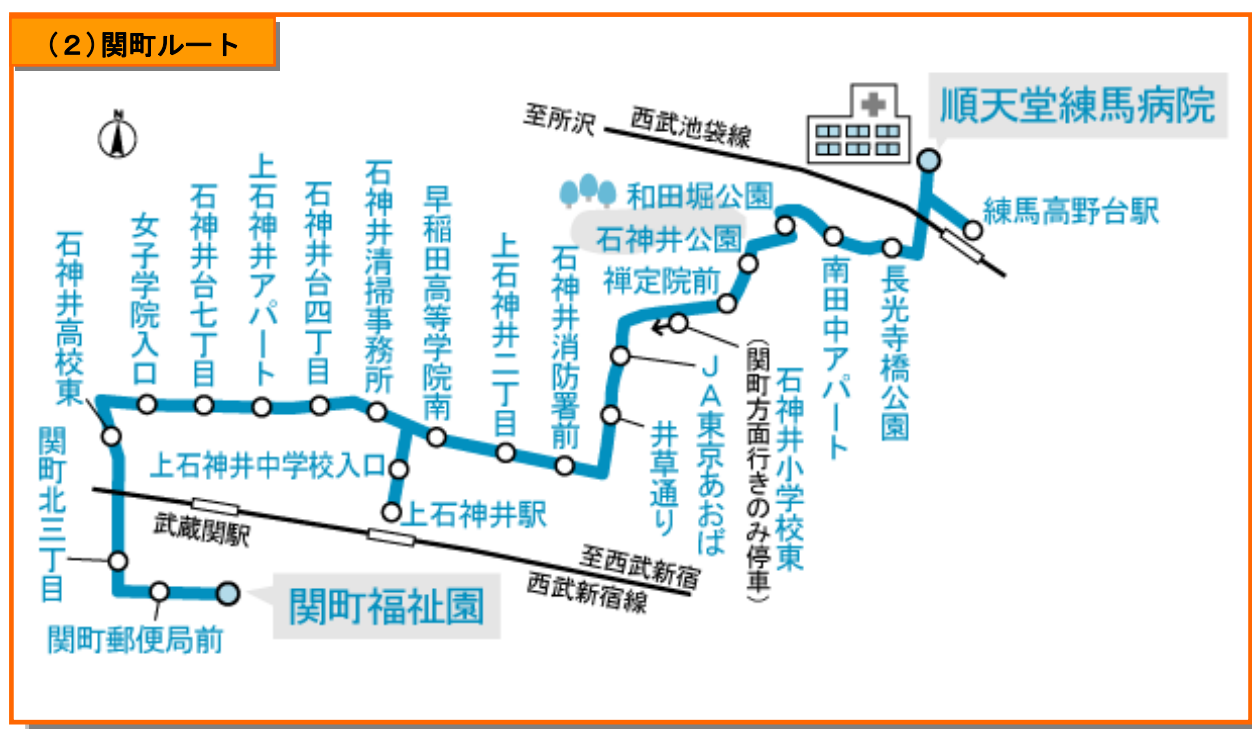 （２）関町ルート
N
至所沢
西武池袋線
順天堂練馬病院
練馬高野台駅
長光寺橋公園
南田中アパート
和田堀公園
石神井公園
禅定院前
石神井小学校東
（関町方面行きのみ停車）
ＪＡ東京あおば
井草通り
石神井消防署前
上石神井二丁目
早稲田高等学院南
石神井清掃事務所
上石神井中学校入口
上石神井駅
石神井台四丁目
上石神井アパート
石神井台七丁目
女子学院入口
石神井高校東
関町北三丁目
関町郵便局前
関町福祉園
武蔵関駅
至西武新宿
西武新宿線